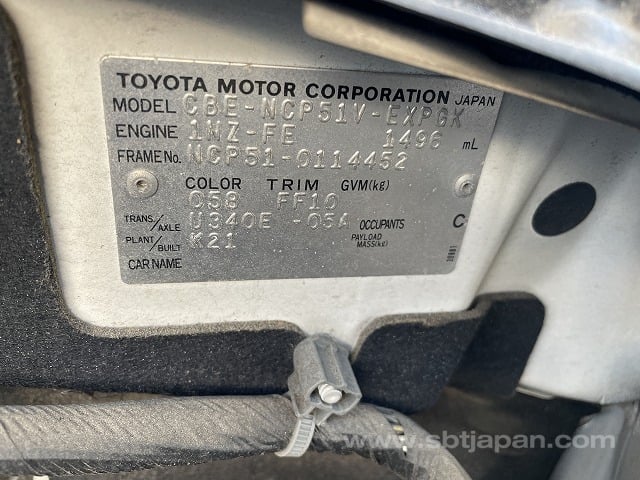 TOYOTA MOTOR CORPORATION JAPAN
MODEL CBE-NCP51V-EXPGK
ENGINE 1NZ-FE 1496 mL
FRAME No. NCP51-0114452
COLOR TRIM GVM(kg)
058 FF10
TRANS./AXLE U340E -05A OCCUPANTS C
PLANT/BUILT K21 PAYLOAD MASS(kg)
CAR NAME
www.sbtjapan.com